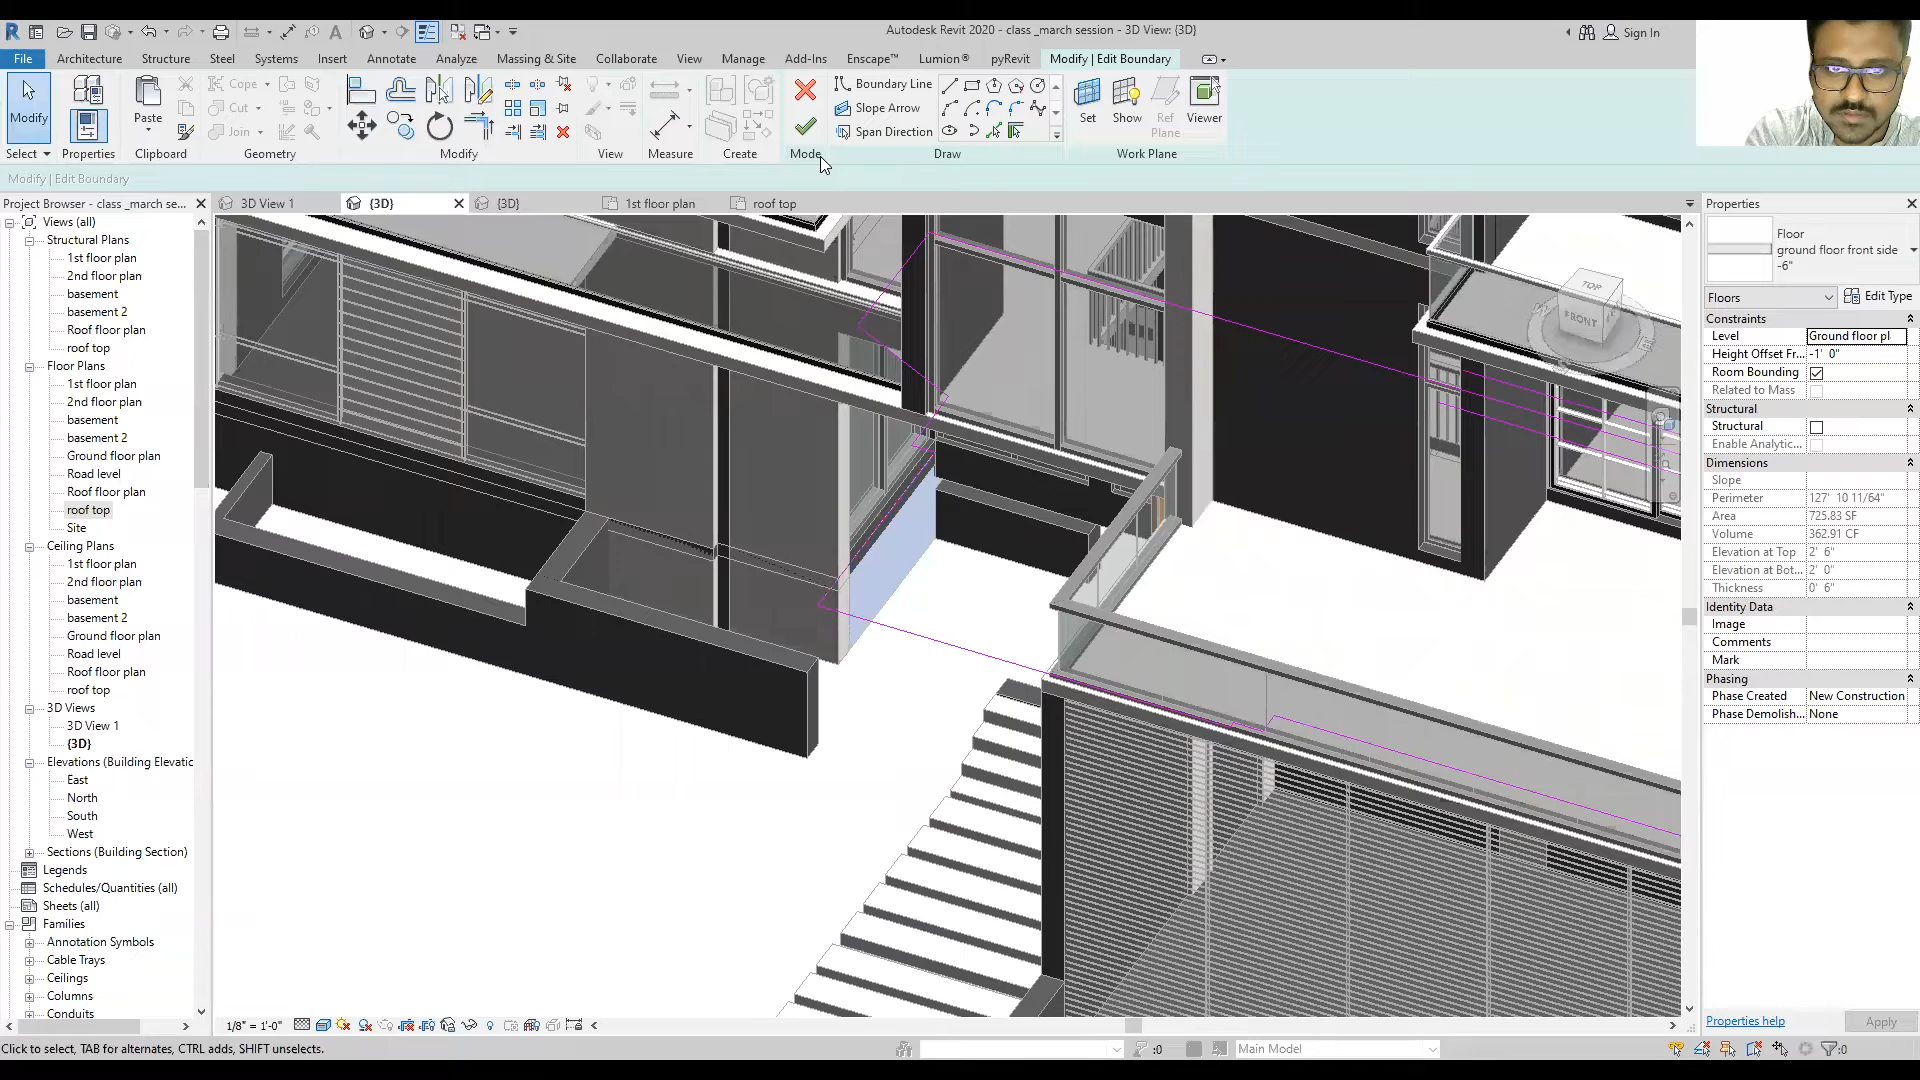 Autodesk Revit 2020 - class _march session - 3D View: {3D}
Sign In
File Architecture Structure Steel Systems Insert Annotate Analyze Massing & Site Collaborate View Manage Add-Ins Enscape™ Lumion® pyRevit Modify | Edit Boundary
Modify
Paste
Cope
Cut
Join
Boundary Line
Slope Arrow
Span Direction
Set Show Ref Plane Viewer
Select Properties Clipboard Geometry Modify View Measure Create Mode Draw Work Plane
Modify | Edit Boundary
Project Browser - class _march se...
3D View 1
{3D}
{3D}
1st floor plan
roof top
Views (all)
Structural Plans
1st floor plan
2nd floor plan
basement
basement 2
Roof floor plan
roof top
Floor Plans
1st floor plan
2nd floor plan
basement
basement 2
Ground floor plan
Road level
Roof floor plan
roof top
Site
Ceiling Plans
1st floor plan
2nd floor plan
basement
basement 2
Ground floor plan
Road level
Roof floor plan
roof top
3D Views
3D View 1
{3D}
Elevations (Building Elevatic
East
North
South
West
Sections (Building Section)
Legends
Schedules/Quantities (all)
Sheets (all)
Families
Annotation Symbols
Cable Trays
Ceilings
Columns
Conduits
TOP
FRONT
Properties
Floor
ground floor front side
-6"
Floors
Edit Type
Constraints
Level Ground floor pl
Height Offset Fr... -1' 0"
Room Bounding
Related to Mass
Structural
Structural
Enable Analytic...
Dimensions
Slope
Perimeter 127' 10 11/64"
Area 725.83 SF
Volume 362.91 CF
Elevation at Top 2' 6"
Elevation at Bot... 2' 0"
Thickness 0' 6"
Identity Data
Image
Comments
Mark
Phasing
Phase Created New Construction
Phase Demolish... None
Properties help
Apply
1/8" = 1'-0"
Click to select, TAB for alternates, CTRL adds, SHIFT unselects.
:0
Main Model
:0